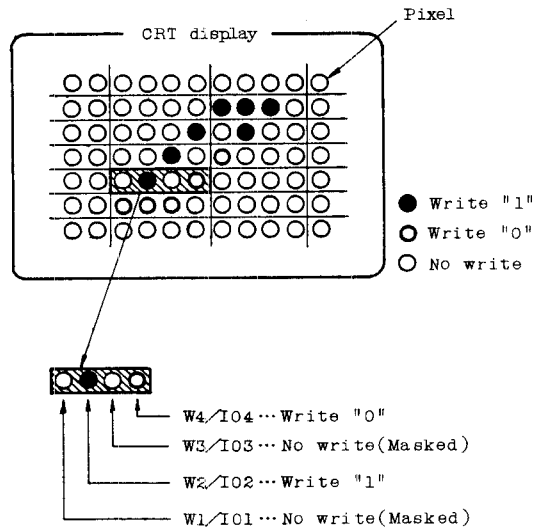 Pixel
CRT display
Write "1"
Write "0"
No write
W4/IO4…Write "0"
W3/IO3…No write(Masked)
W2/IO2…Write "1"
W1/IO1…No write(Masked)